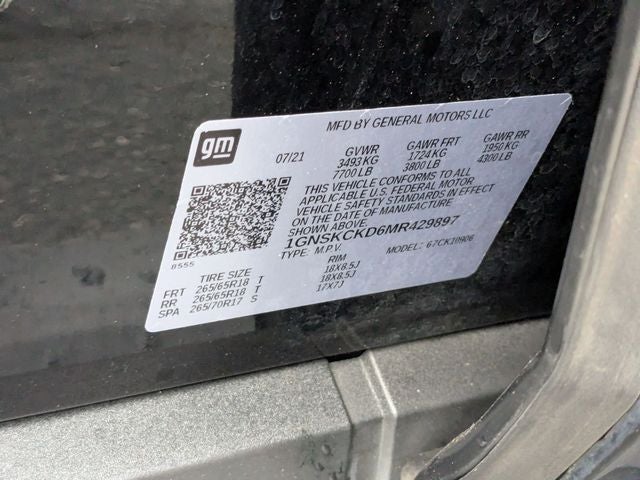 MFD BY GENERAL MOTORS LLC
gm
07/21 GVWR GAWR FRT GAWR RR
3493 KG 1724 KG 1950 KG
7700 LB 3800 LB 4300 LB
THIS VEHICLE CONFORMS TO ALL
APPLICABLE U.S. FEDERAL MOTOR
VEHICLE SAFETY STANDARDS IN EFFECT
ON THE DATE OF MANUFACTURE
SHOWN ABOVE.
1GNSKCKD6MR429897
8555 TYPE: M.P.V. MODEL: 67CK10906
TIRE SIZE RIM
FRT 265/65R18 T 18X8.5J
RR 265/65R18 T 18X8.5J
SPA 265/70R17 S 17X7J